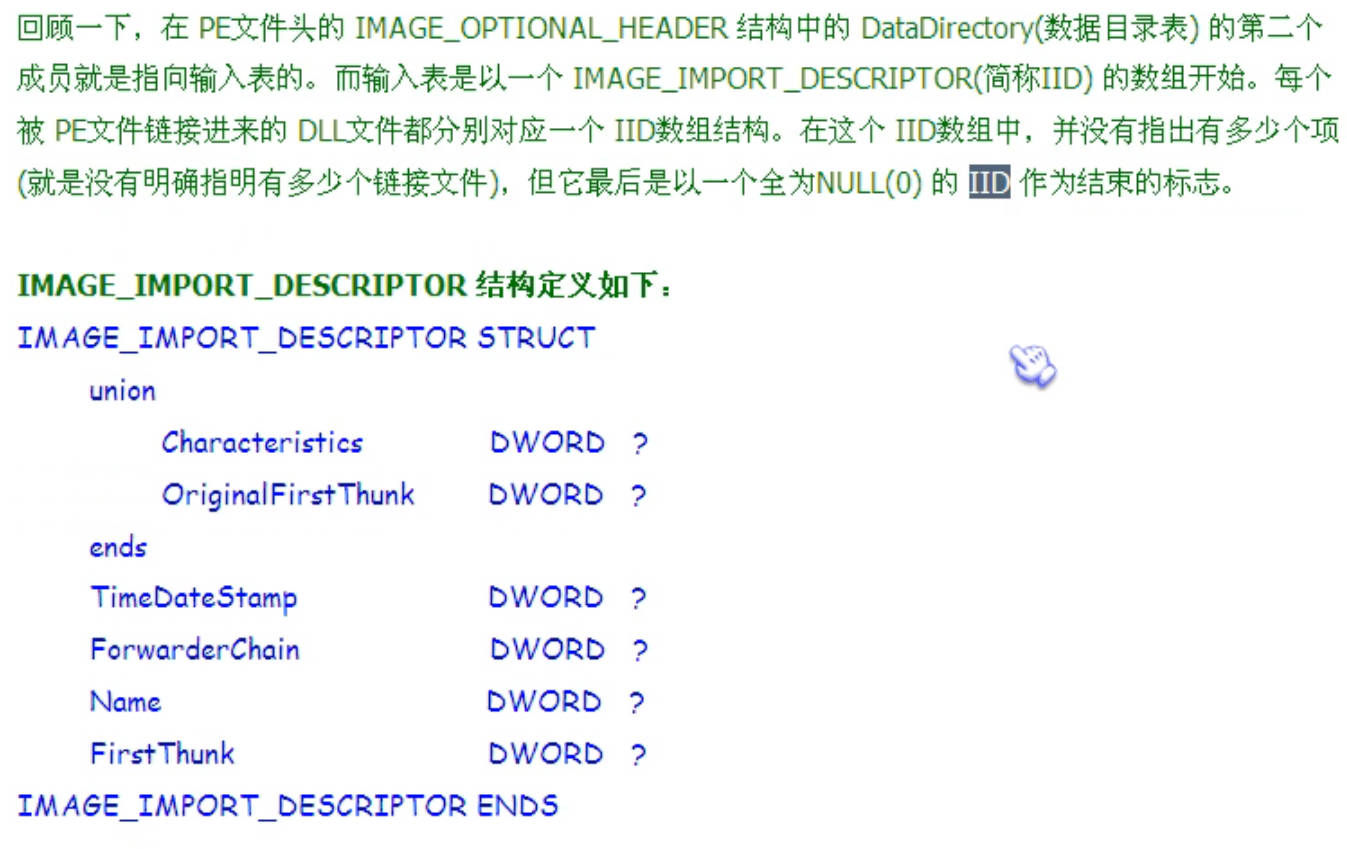 回顾一下，在 PE文件头的 IMAGE_OPTIONAL_HEADER 结构中的 DataDirectory(数据目录表) 的第二个
成员就是指向输入表的。而输入表是以一个 IMAGE_IMPORT_DESCRIPTOR(简称IID) 的数组开始。每个
被 PE文件链接进来的 DLL文件都分别对应一个 IID数组结构。在这个 IID数组中，并没有指出有多少个项
(就是没有明确指明有多少个链接文件)，但它最后是以一个全为NULL(0) 的 IID 作为结束的标志。
IMAGE_IMPORT_DESCRIPTOR 结构定义如下：
IMAGE_IMPORT_DESCRIPTOR STRUCT
union
Characteristics DWORD ?
OriginalFirstThunk DWORD ?
ends
TimeDateStamp DWORD ?
ForwarderChain DWORD ?
Name DWORD ?
FirstThunk DWORD ?
IMAGE_IMPORT_DESCRIPTOR ENDS